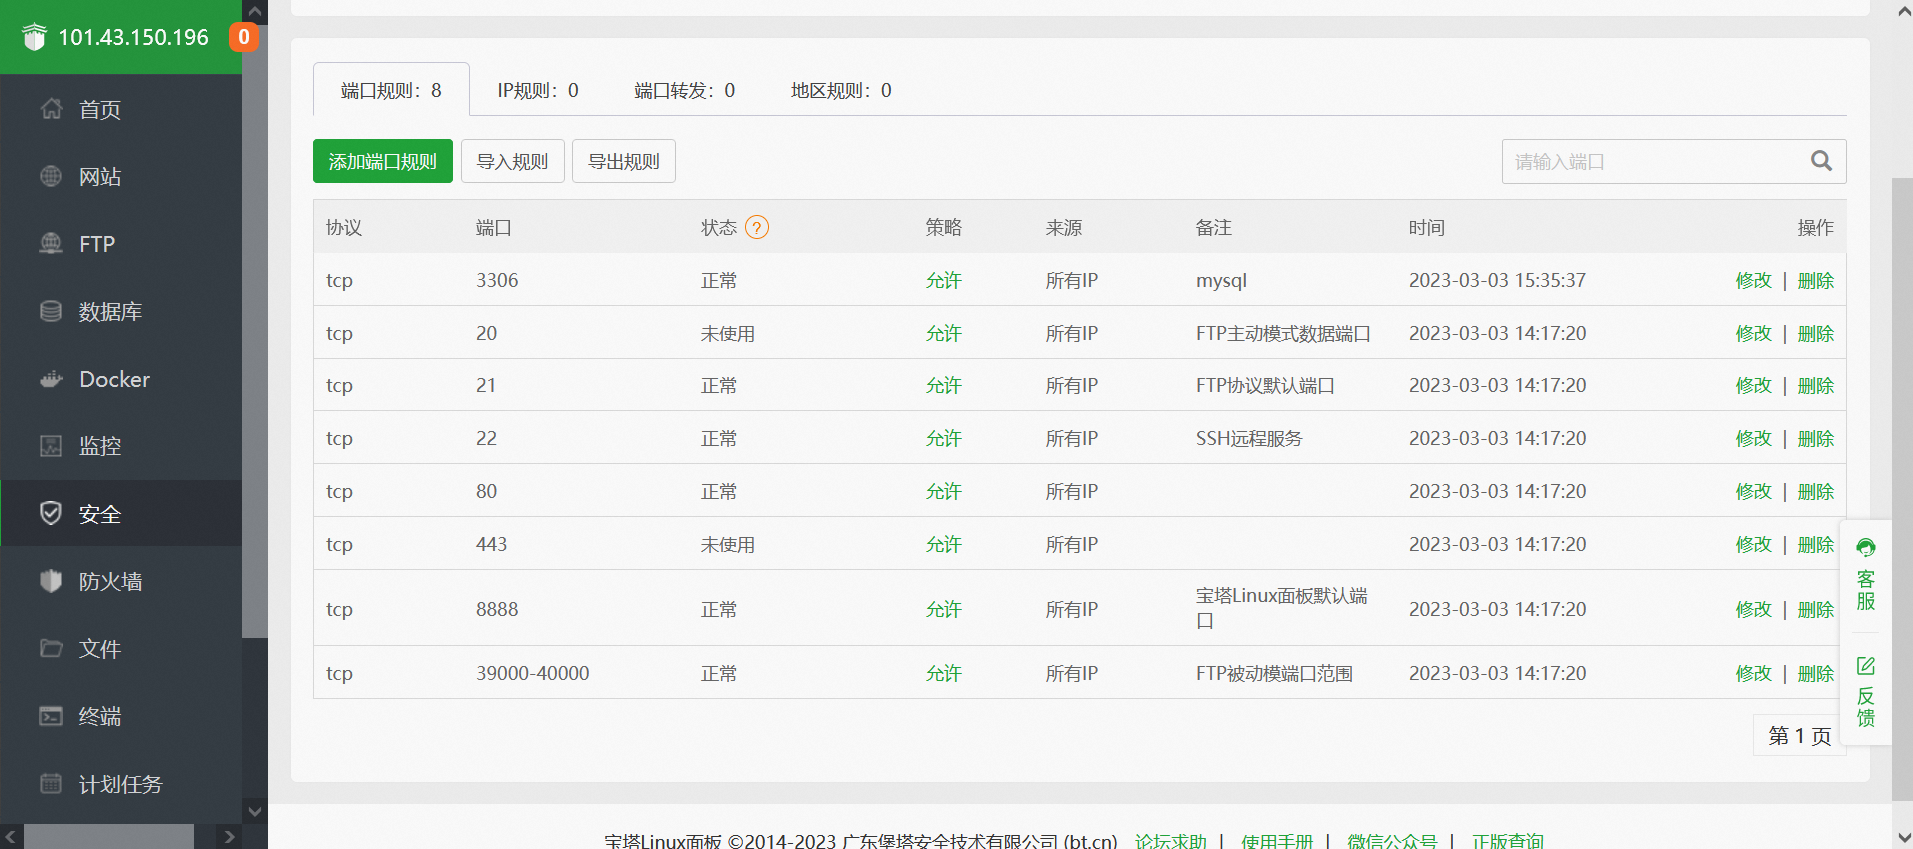 101.43.150.196 0
首页
网站
FTP
数据库
Docker
监控
安全
防火墙
文件
终端
计划任务
端口规则：8 IP规则：0 端口转发：0 地区规则：0
添加端口规则 导入规则 导出规则 请输入端口
协议 端口 状态 ? 策略 来源 备注 时间 操作
tcp 3306 正常 允许 所有IP mysql 2023-03-03 15:35:37 修改 | 删除
tcp 20 未使用 允许 所有IP FTP主动模式数据端口 2023-03-03 14:17:20 修改 | 删除
tcp 21 正常 允许 所有IP FTP协议默认端口 2023-03-03 14:17:20 修改 | 删除
tcp 22 正常 允许 所有IP SSH远程服务 2023-03-03 14:17:20 修改 | 删除
tcp 80 正常 允许 所有IP 2023-03-03 14:17:20 修改 | 删除
tcp 443 未使用 允许 所有IP 2023-03-03 14:17:20 修改 | 删除
tcp 8888 正常 允许 所有IP 宝塔Linux面板默认端
口 2023-03-03 14:17:20 修改 | 删除
tcp 39000-40000 正常 允许 所有IP FTP被动模端口范围 2023-03-03 14:17:20 修改 | 删除
第 1 页
客
服
反
馈
宝塔Linux面板 ©2014-2023 广东堡塔安全技术有限公司 (bt.cn) 论坛求助 | 使用手册 | 微信公众号 | 正版查询